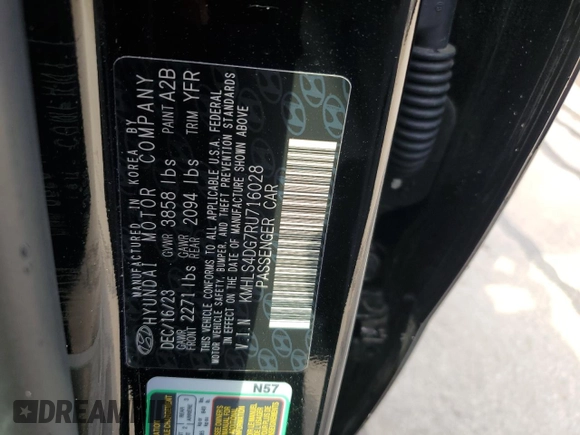 MANUFACTURED IN KOREA BY
HYUNDAI MOTOR COMPANY
DEC/16/23 GVWR 3858 lbs PAINT A2B
GAWR FRONT 2271 lbs GAWR REAR 2094 lbs TRIM YFR
THIS VEHICLE CONFORMS TO ALL APPLICABLE U.S.A. FEDERAL
MOTOR VEHICLE SAFETY, BUMPER, AND THEFT PREVENTION STANDARDS
IN EFFECT ON THE DATE OF MANUFACTURE SHOWN ABOVE
V.I.N KMHLS4DG7RU716028
PASSENGER CAR
N57
DREAM